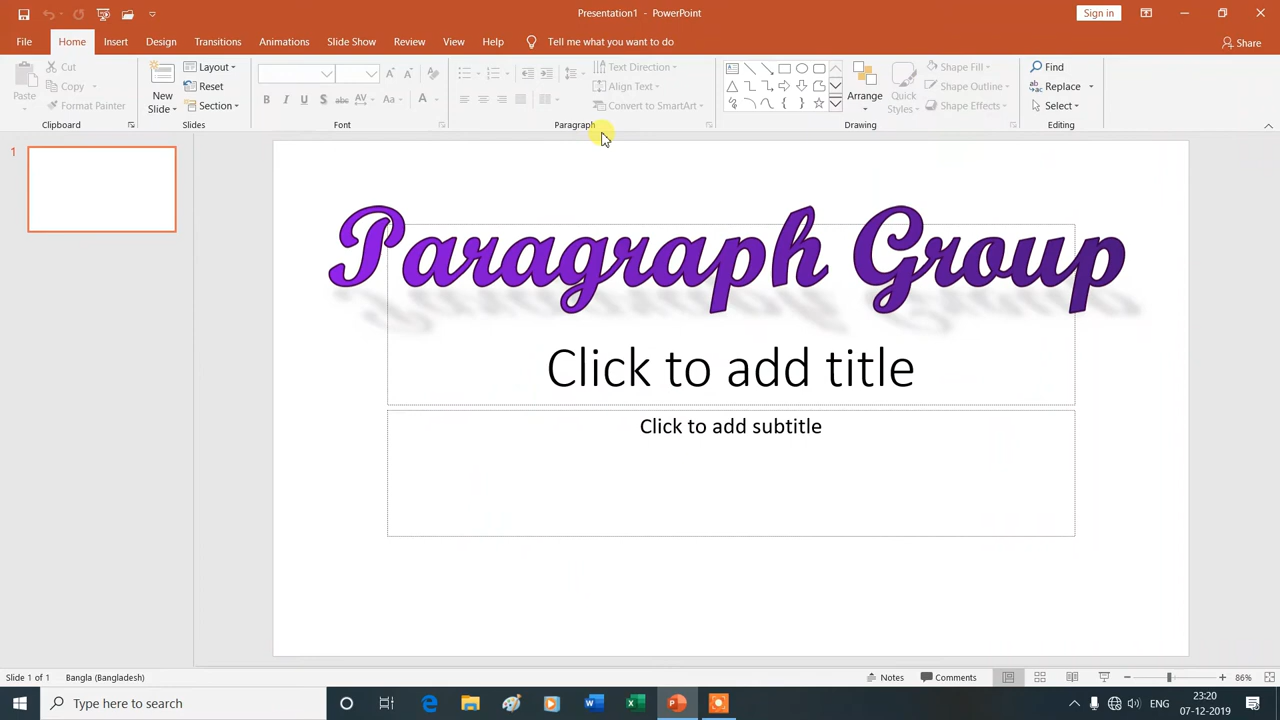 Presentation1 - PowerPoint
Sign in
File Home Insert Design Transitions Animations Slide Show Review View Help Tell me what you want to do
Share
Paste
Cut
Copy
Format Painter
Clipboard
New Slide
Layout
Reset
Section
Slides
B I U S abc AV Aa A
Font
Text Direction
Align Text
Convert to SmartArt
Paragraph
Arrange
Quick Styles
Shape Fill
Shape Outline
Shape Effects
Drawing
Find
Replace
Select
Editing
1
Paragraph Group
Click to add title
Click to add subtitle
Slide 1 of 1
Bangla (Bangladesh)
Notes
Comments
86%
Type here to search
ENG
23:20
07-12-2019